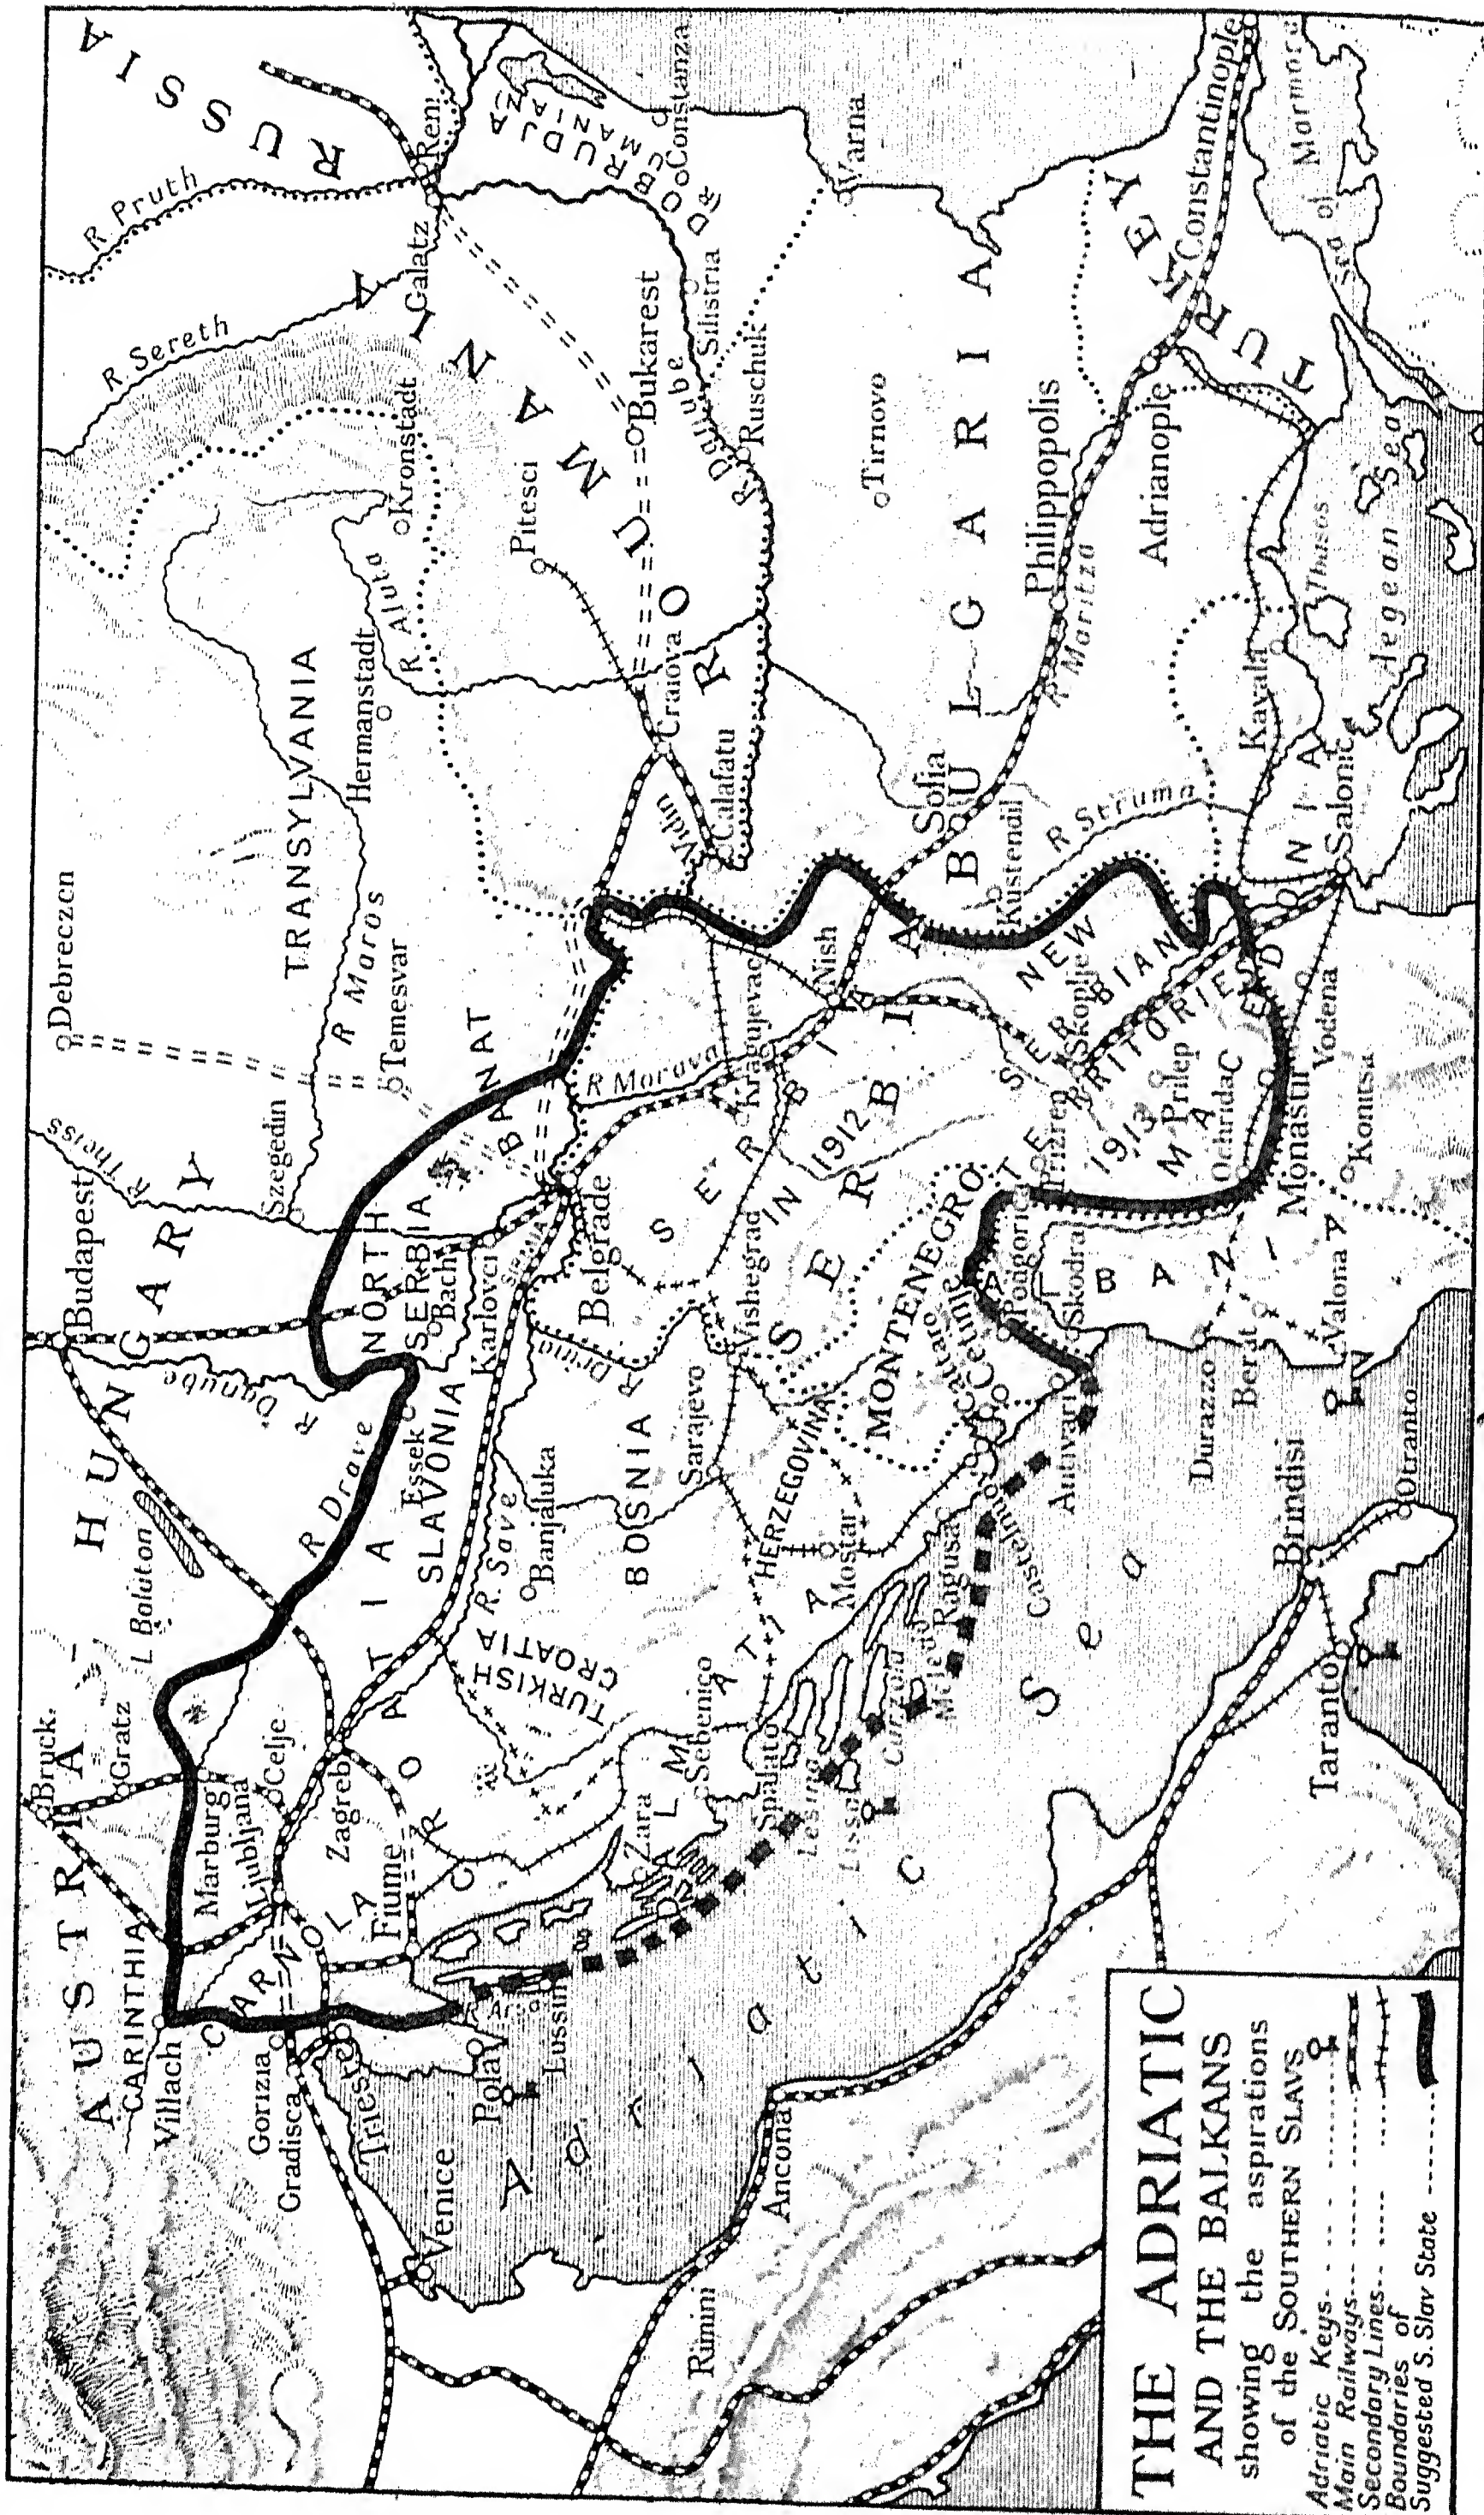 THE ADRIATIC
AND THE BALKANS
showing the aspirations
of the SOUTHERN SLAVS
Adriatic Keys
Main Railways
Secondary Lines
Boundaries of
Suggested S. Slav State
AUSTRIA
HUNGARY
RUSSIA
ROUMANIA
BULGARIA
TURKEY
SERBIA
MONTENEGRO
ALBANIA
MACEDONIA
CARINTHIA
CARNIOLA
CROATIA
SLAVONIA
TURKISH
CROATIA
DALMATIA
BOSNIA
HERZEGOVINA
NORTH
SERBIA
BANAT
TRANSYLVANIA
DOBRUDJA
SERBIA
IN 1912
NEW
SERBIAN
TERRITORIES
1913
Adriatic Sea
Aegean Sea
Sea of Marmora
Bruck.
Gratz
Marburg
Villach
Ljubljana
Celje
Zagreb
Fiume
Gorizia
Gradisca
Triest
Pola
R Arsa
Lussin
Venice
Rimini
Ancona
Zara
Sebenico
Spalato
Lesina
Lissa
Curzola
Meleda
Ragusa
Castelnuovo
Cattaro
Cetinje
Antivari
Podgorica
Skodra
Durazzo
Berat
Valona
Brindisi
Otranto
Taranto
L Balaton
R Drave
Essek
R. Save
Banjaluka
Sarajevo
Mostar
Vishegrad
R Drina
Budapest
R Danube
R Theiss
Szegedin
Bach
Karlovci
Belgrade
Debreczen
R Maros
Temesvar
Hermanstadt
R Aluta
Kronstadt
R Sereth
R Pruth
Galatz
Reni
Constanza
Pitesci
Bukarest
Craiova
Calafatu
Vidin
R Danube
Silistria
Ruschuk
Varna
Tirnovo
R Morava
Kragujevac
Nish
Sofia
Kustendil
R Struma
Philippopolis
R Maritza
Adrianople
Constantinople
Skoplje
Prizren
Prilep
Ochrida
Monastir
Vodena
Konitsa
Salonic
Kavala
Thasos